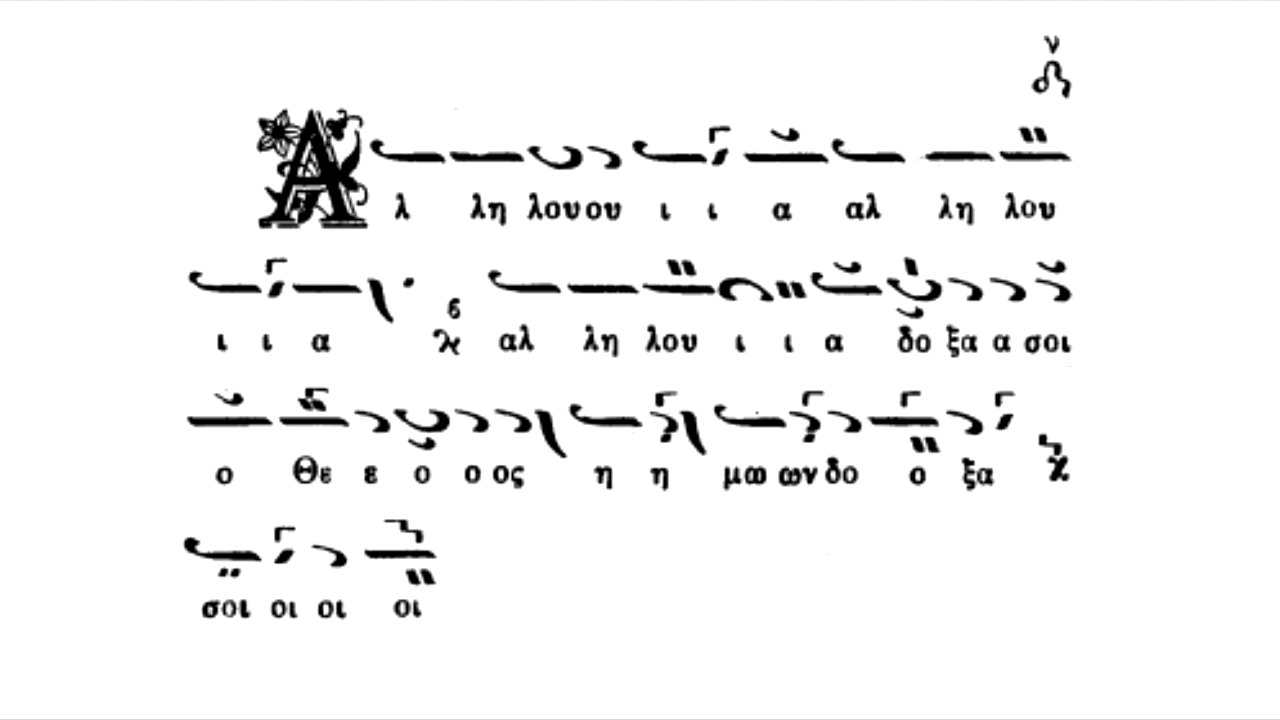 ν
Α λ λη λουου ι ι α αλ λη λου
ι ι α αλ λη λου ι ι α δο ξα α σοι
ο Θε ε ο ο ος η η μω ων δο ο ξα
σοι οι οι οι